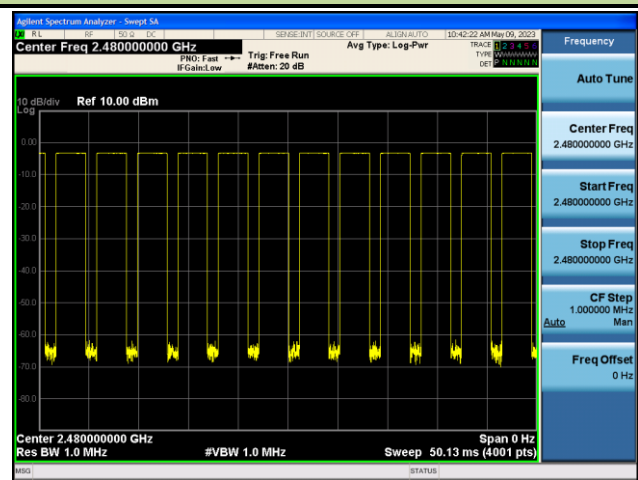 Agilent Spectrum Analyzer - Swept SA
LXI RL RF 50 Ω DC SENSE:INT SOURCE OFF ALIGN AUTO 10:42:22 AM May 09, 2023
Center Freq 2.480000000 GHz
PNO: Fast
IFGain:Low
Trig: Free Run
#Atten: 20 dB
Avg Type: Log-Pwr
TRACE 1 2 3 4 5 6
TYPE WWWWWW
DET P N N N N N
10 dB/div Ref 10.00 dBm
Log
0.00
-10.0
-20.0
-30.0
-40.0
-50.0
-60.0
-70.0
-80.0
Center 2.480000000 GHz Span 0 Hz
Res BW 1.0 MHz #VBW 1.0 MHz Sweep 50.13 ms (4001 pts)
MSG STATUS
Frequency
Auto Tune
Center Freq
2.480000000 GHz
Start Freq
2.480000000 GHz
Stop Freq
2.480000000 GHz
CF Step
1.000000 MHz
Auto Man
Freq Offset
0 Hz